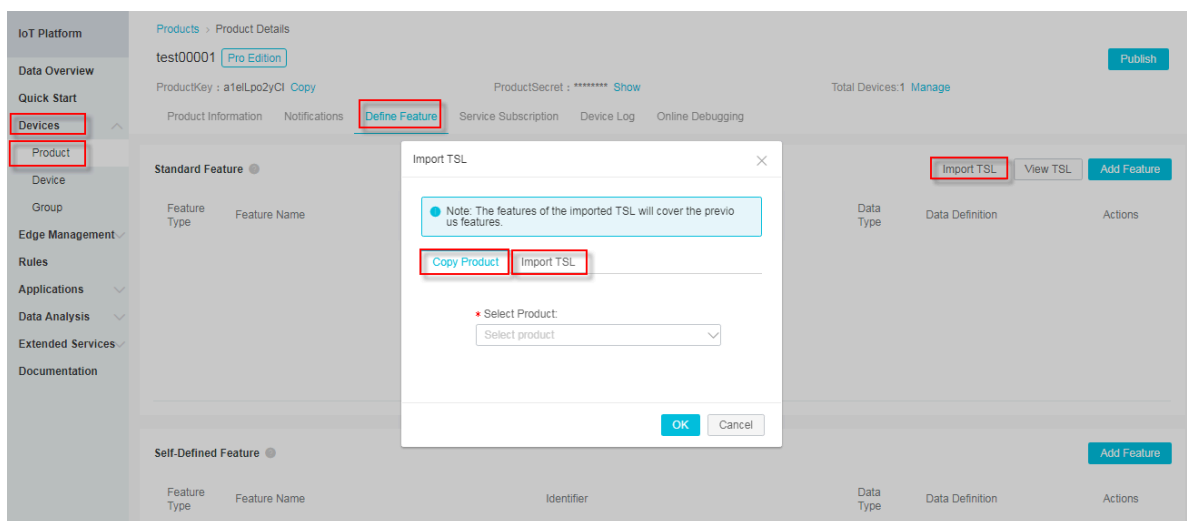 IoT Platform
Data Overview
Quick Start
Devices
Product
Device
Group
Edge Management
Rules
Applications
Data Analysis
Extended Services
Documentation
Products > Product Details
test00001 Pro Edition
Publish
ProductKey : a1elLpo2yCl Copy ProductSecret : ******** Show Total Devices:1 Manage
Product Information Notifications Define Feature Service Subscription Device Log Online Debugging
Standard Feature Import TSL View TSL Add Feature
Feature
Type
Feature Name
Data
Type
Data Definition
Actions
Import TSL
Note: The features of the imported TSL will cover the previo
us features.
Copy Product Import TSL
* Select Product:
Select product
OK Cancel
Self-Defined Feature Add Feature
Feature
Type
Feature Name
Identifier
Data
Type
Data Definition
Actions